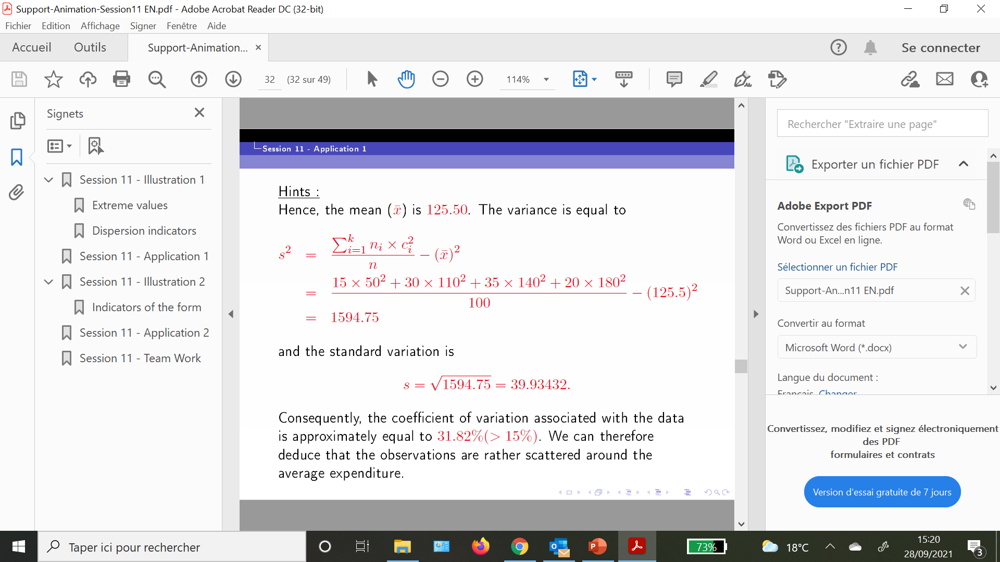 Support-Animation-Session11 EN.pdf - Adobe Acrobat Reader DC (32-bit)
Fichier Edition Affichage Signer Fenêtre Aide
Accueil Outils Support-Animation... × Se connecter
32 (32 sur 49) 114%
Signets
Session 11 - Illustration 1
Extreme values
Dispersion indicators
Session 11 - Application 1
Session 11 - Illustration 2
Indicators of the form
Session 11 - Application 2
Session 11 - Team Work
Session 11 - Application 1
Hints :
Hence, the mean (x̄) is 125.50. The variance is equal to
s² = (∑ᵏᵢ₌₁ nᵢ × cᵢ²)/n − (x̄)²
= (15 × 50² + 30 × 110² + 35 × 140² + 20 × 180²)/100 − (125.5)²
= 1594.75
and the standard variation is
s = √1594.75 = 39.93432.
Consequently, the coefficient of variation associated with the data
is approximately equal to 31.82%(> 15%). We can therefore
deduce that the observations are rather scattered around the
average expenditure.
Rechercher "Extraire une page"
Exporter un fichier PDF
Adobe Export PDF
Convertissez des fichiers PDF au format
Word ou Excel en ligne.
Sélectionner un fichier PDF
Support-An...n11 EN.pdf
Convertir au format
Microsoft Word (*.docx)
Langue du document :
Français Changer
Convertissez, modifiez et signez électroniquement
des PDF
formulaires et contrats
Version d'essai gratuite de 7 jours
Taper ici pour rechercher
73%
18°C
15:20
28/09/2021
3